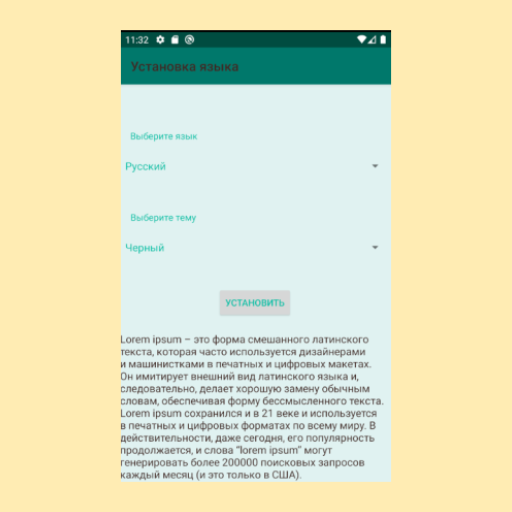 11:32
Установка языка
Выберите язык
Русский
Выберите тему
Черный
УСТАНОВИТЬ
Lorem ipsum – это форма смешанного латинского
текста, которая часто используется дизайнерами
и машинистками в печатных и цифровых макетах.
Он имитирует внешний вид латинского языка и,
следовательно, делает хорошую замену обычным
словам, обеспечивая форму бессмысленного текста.
Lorem ipsum сохранился и в 21 веке и используется
в печатных и цифровых форматах по всему миру. В
действительности, даже сегодня, его популярность
продолжается, и слова "lorem ipsum" могут
генерировать более 200000 поисковых запросов
каждый месяц (и это только в США).